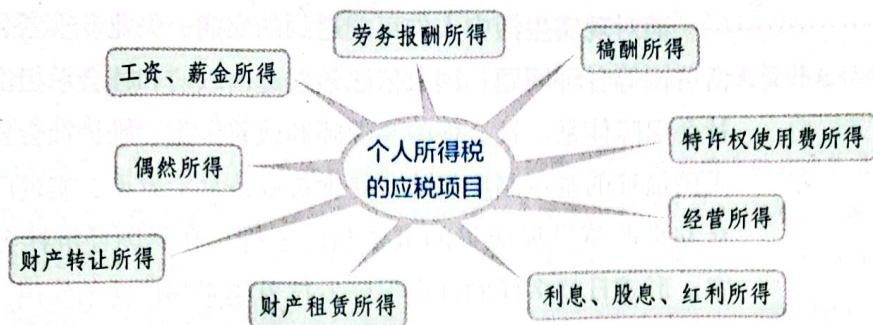 劳务报酬所得
稿酬所得
工资、薪金所得
特许权使用费所得
偶然所得
个人所得税
的应税项目
经营所得
财产转让所得
财产租赁所得
利息、股息、红利所得